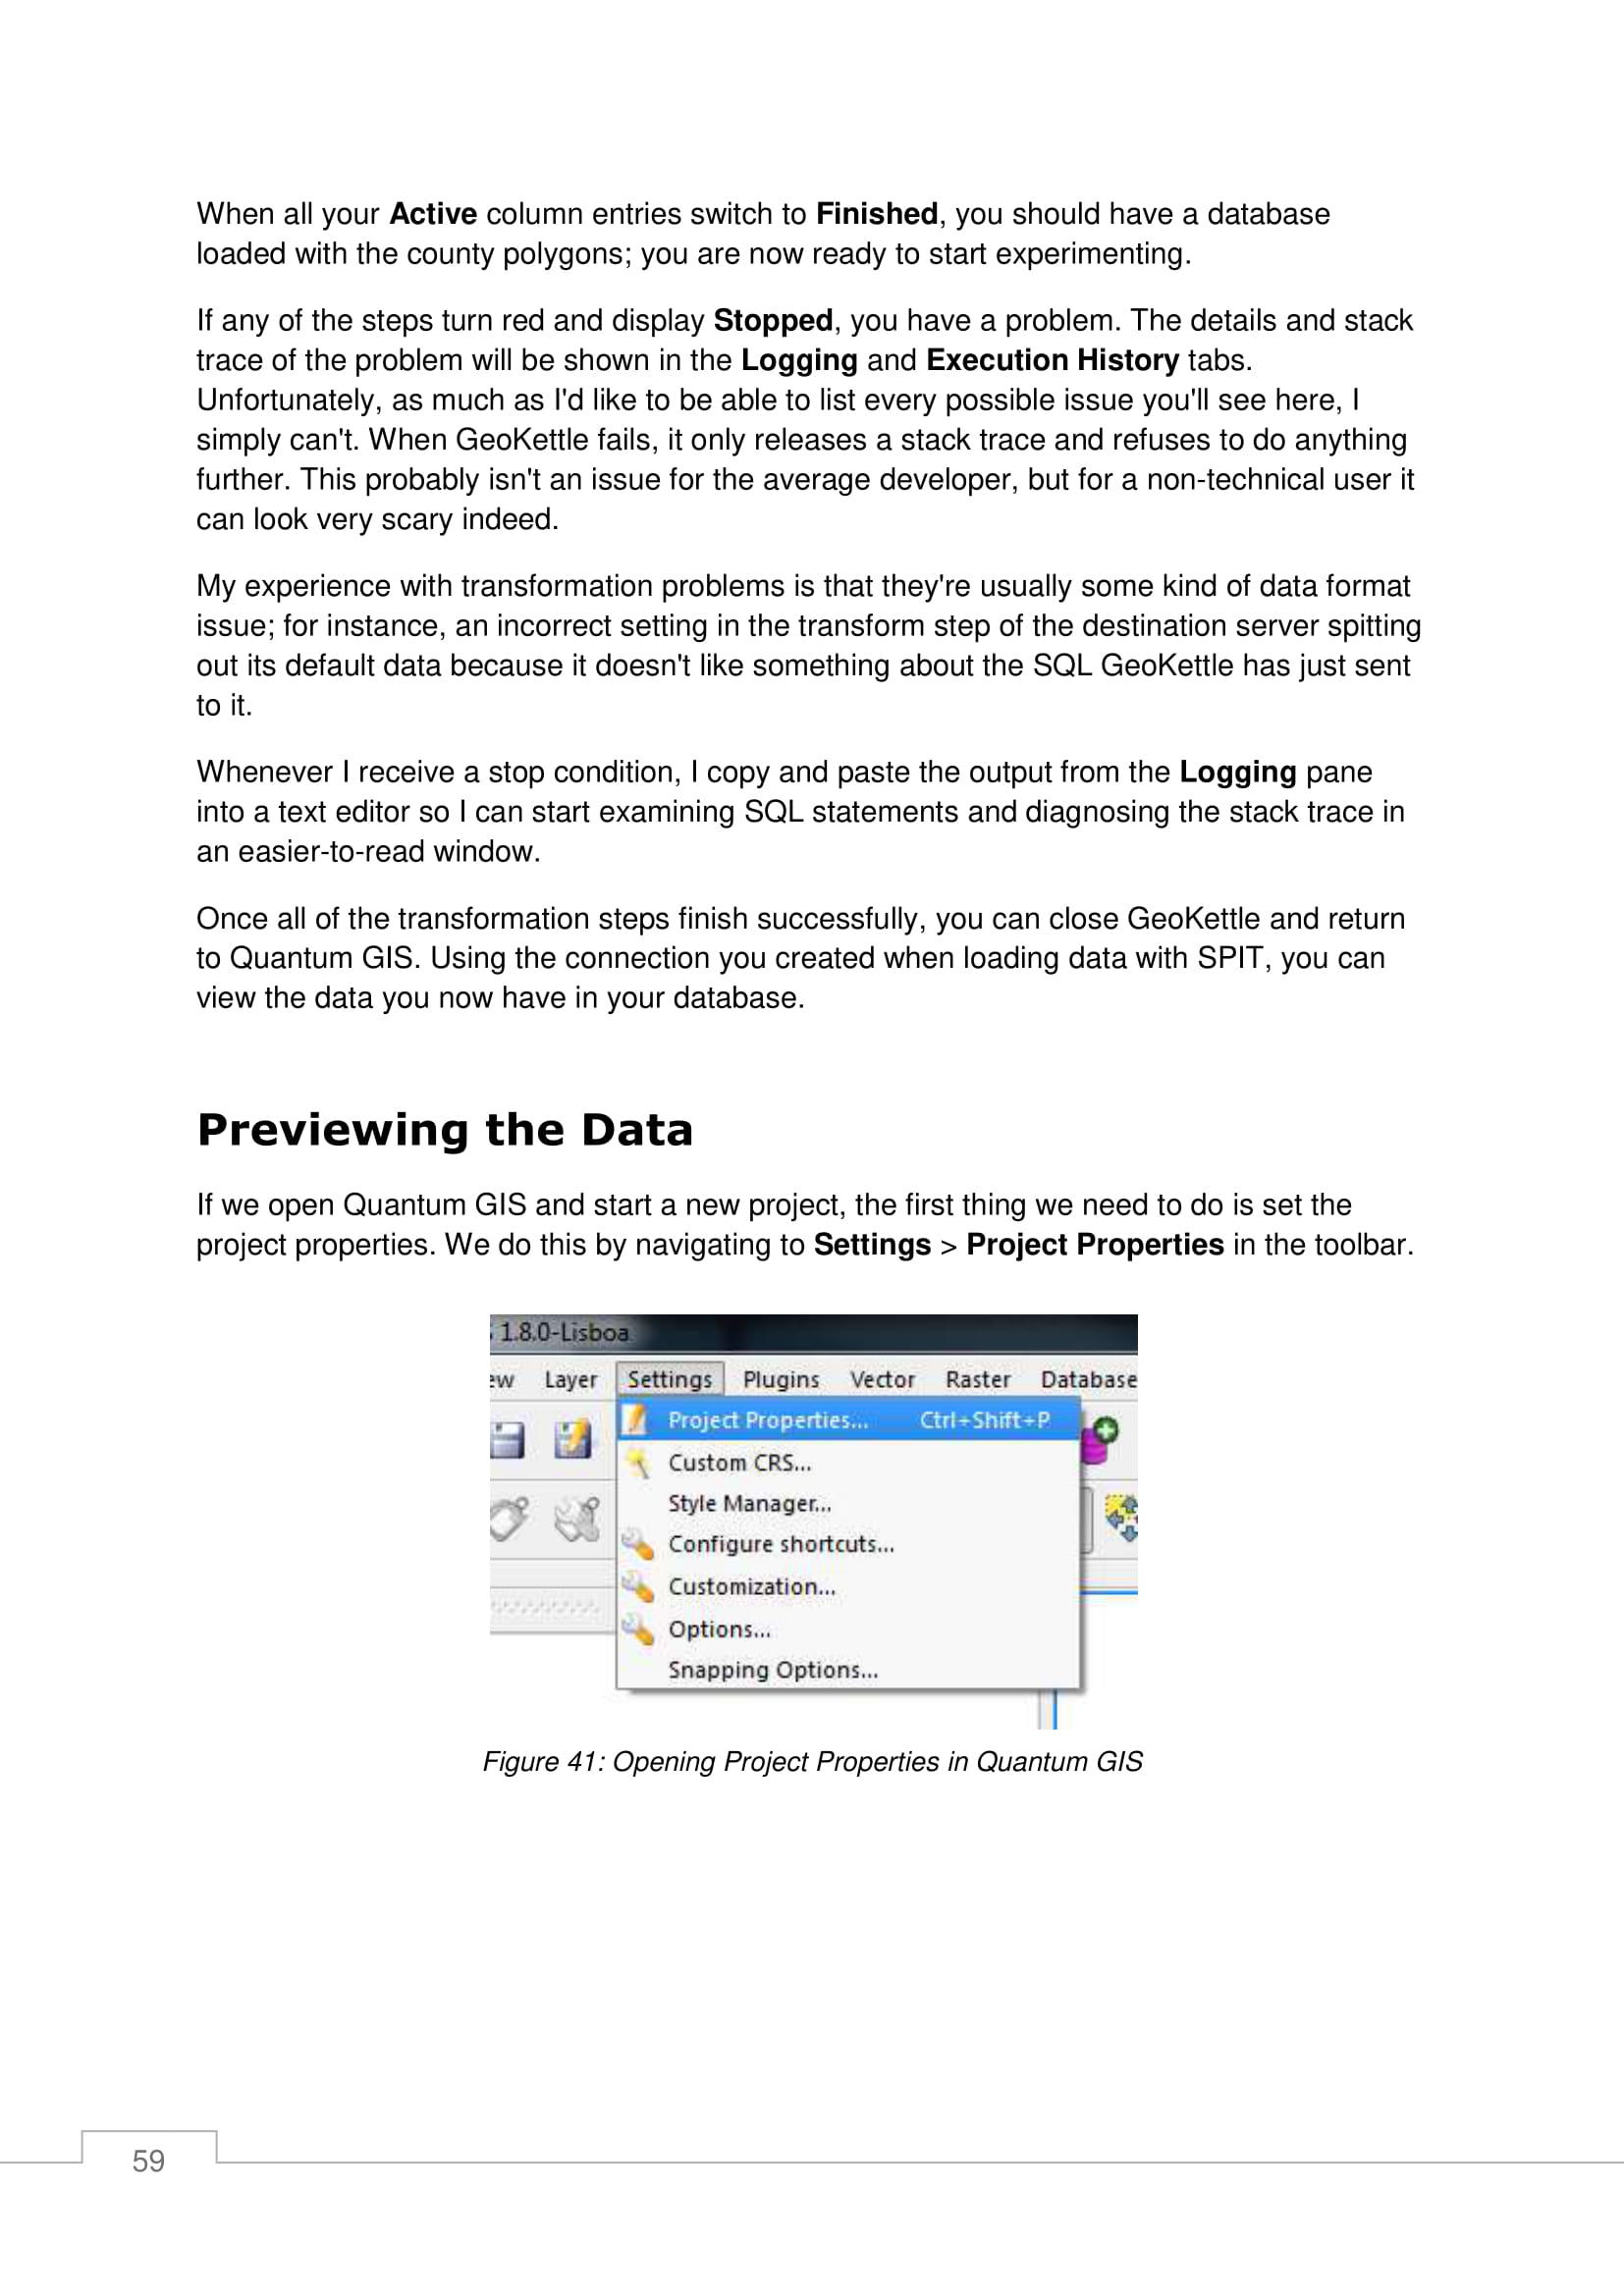 When all your Active column entries switch to Finished, you should have a database
loaded with the county polygons; you are now ready to start experimenting.
If any of the steps turn red and display Stopped, you have a problem. The details and stack
trace of the problem will be shown in the Logging and Execution History tabs.
Unfortunately, as much as I'd like to be able to list every possible issue you'll see here, I
simply can't. When GeoKettle fails, it only releases a stack trace and refuses to do anything
further. This probably isn't an issue for the average developer, but for a non-technical user it
can look very scary indeed.
My experience with transformation problems is that they're usually some kind of data format
issue; for instance, an incorrect setting in the transform step of the destination server spitting
out its default data because it doesn't like something about the SQL GeoKettle has just sent
to it.
Whenever I receive a stop condition, I copy and paste the output from the Logging pane
into a text editor so I can start examining SQL statements and diagnosing the stack trace in
an easier-to-read window.
Once all of the transformation steps finish successfully, you can close GeoKettle and return
to Quantum GIS. Using the connection you created when loading data with SPIT, you can
view the data you now have in your database.
Previewing the Data
If we open Quantum GIS and start a new project, the first thing we need to do is set the
project properties. We do this by navigating to Settings > Project Properties in the toolbar.
1.8.0-Lisboa
ew Layer Settings Plugins Vector Raster Database
Project Properties... Ctrl+Shift+P
Custom CRS...
Style Manager...
Configure shortcuts...
Customization...
Options...
Snapping Options...
Figure 41: Opening Project Properties in Quantum GIS
59